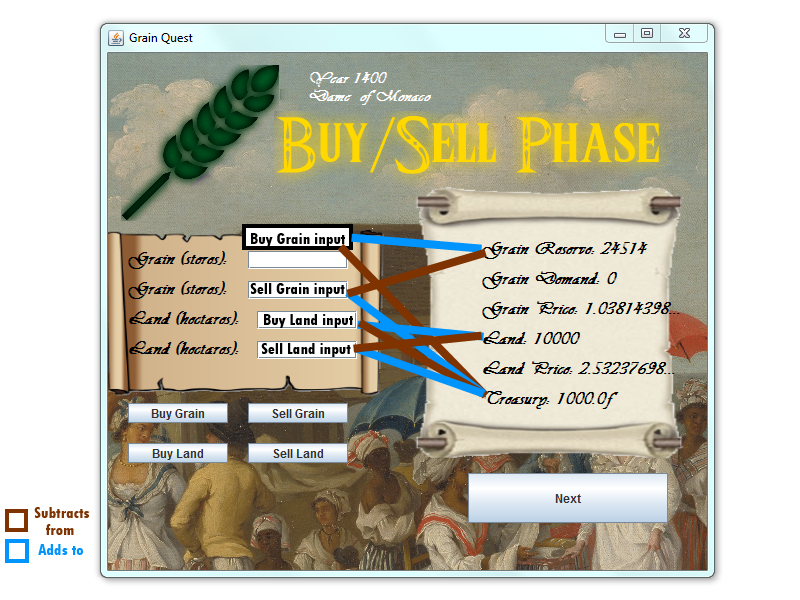 Grain Quest
Year 1400
Dame of Monaco
Buy/Sell Phase
Buy Grain input
Grain (stores):
Grain (stores): Sell Grain input
Land (hectares): Buy Land input
Land (hectares): Sell Land input
Buy Grain Sell Grain
Buy Land Sell Land
Grain Reserve: 24514
Grain Demand: 0
Grain Price: 1.03814398...
Land: 10000
Land Price: 2.53237698...
Treasury: 1000.0f
Next
Subtracts
from
Adds to